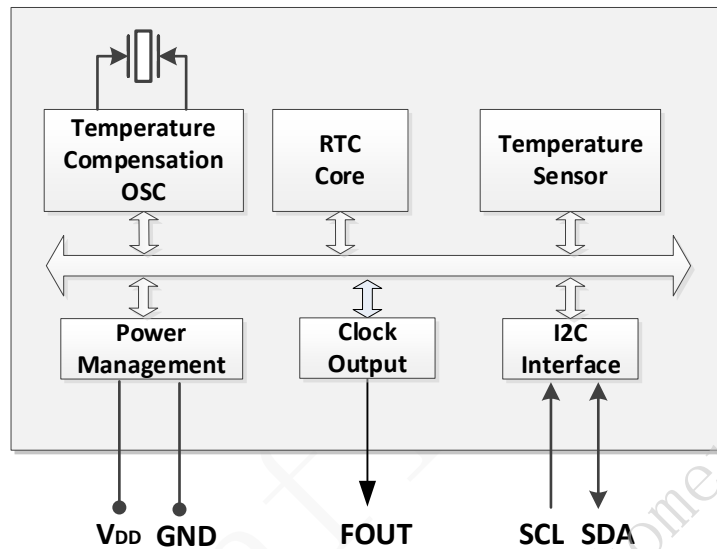 Temperature
Compensation
OSC
RTC
Core
Temperature
Sensor
Power
Management
Clock
Output
I2C
Interface
VDD GND
FOUT
SCL SDA